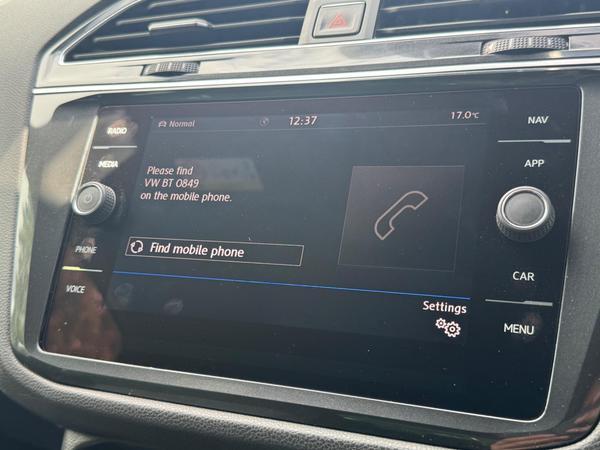 RADIO
MEDIA
PHONE
VOICE
Normal
12:37
17.0°C
Please find
VW BT 0849
on the mobile phone.
Find mobile phone
Settings
NAV
APP
CAR
MENU